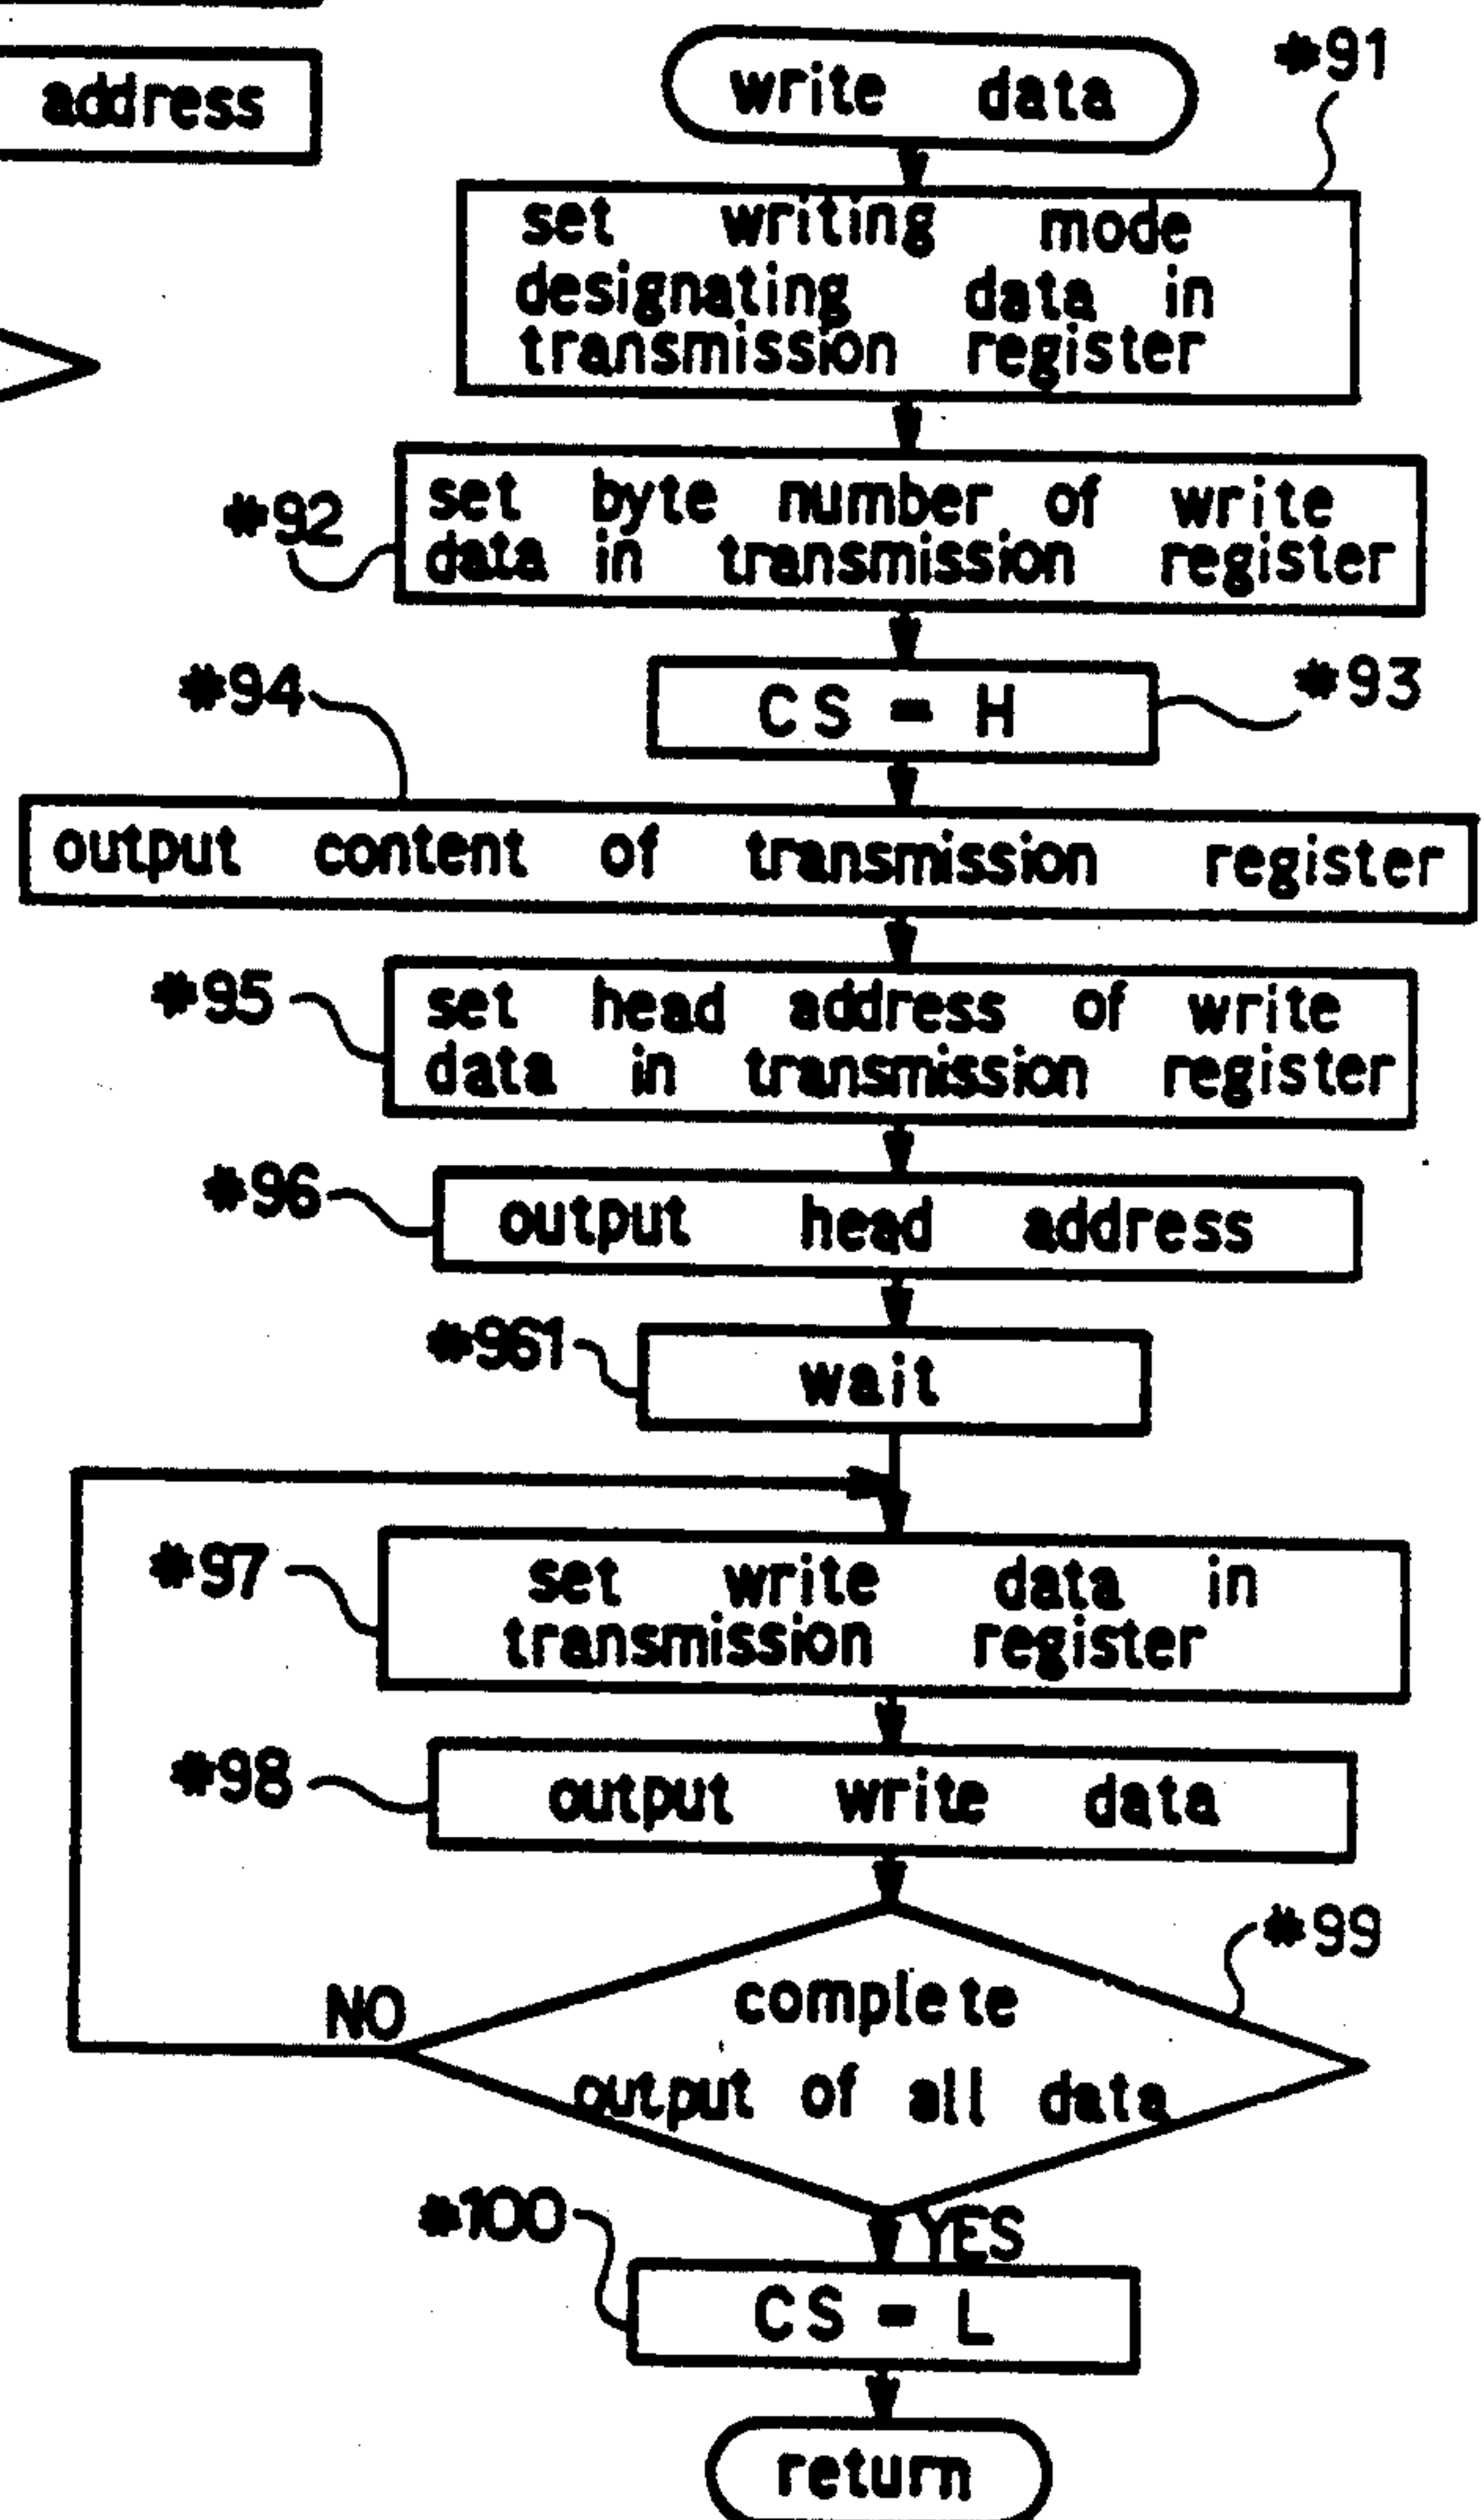 address
write data
*91
set writing mode
designating data in
transmission register
*92
set byte number of write
data in transmission register
CS - H
*93
*94
output content of transmission register
*95
set head address of write
data in transmission register
*96
output head address
*961
wait
*97
set write data in
transmission register
*98
output write data
*99
complete
output of all data
NO
YES
*100
CS - L
return